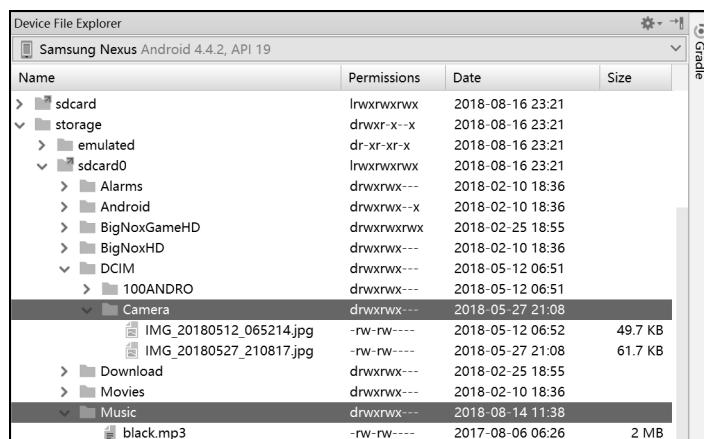 Device File Explorer
Gradle
Samsung Nexus Android 4.4.2, API 19
Name Permissions Date Size
sdcard lrwxrwxrwx 2018-08-16 23:21
storage drwxr-x--x 2018-08-16 23:21
emulated dr-xr-xr-x 2018-08-16 23:21
sdcard0 lrwxrwxrwx 2018-08-16 23:21
Alarms drwxrwx--- 2018-02-10 18:36
Android drwxrwx--x 2018-02-10 18:36
BigNoxGameHD drwxrwxrwx 2018-02-25 18:55
BigNoxHD drwxrwx--- 2018-02-10 18:36
DCIM drwxrwx--- 2018-05-12 06:51
100ANDRO drwxrwx--- 2018-05-12 06:51
Camera drwxrwx--- 2018-05-27 21:08
IMG_20180512_065214.jpg -rw-rw---- 2018-05-12 06:52 49.7 KB
IMG_20180527_210817.jpg -rw-rw---- 2018-05-27 21:08 61.7 KB
Download drwxrwx--- 2018-02-25 18:55
Movies drwxrwx--- 2018-02-10 18:36
Music drwxrwx--- 2018-08-14 11:38
black.mp3 -rw-rw---- 2017-08-06 06:26 2 MB